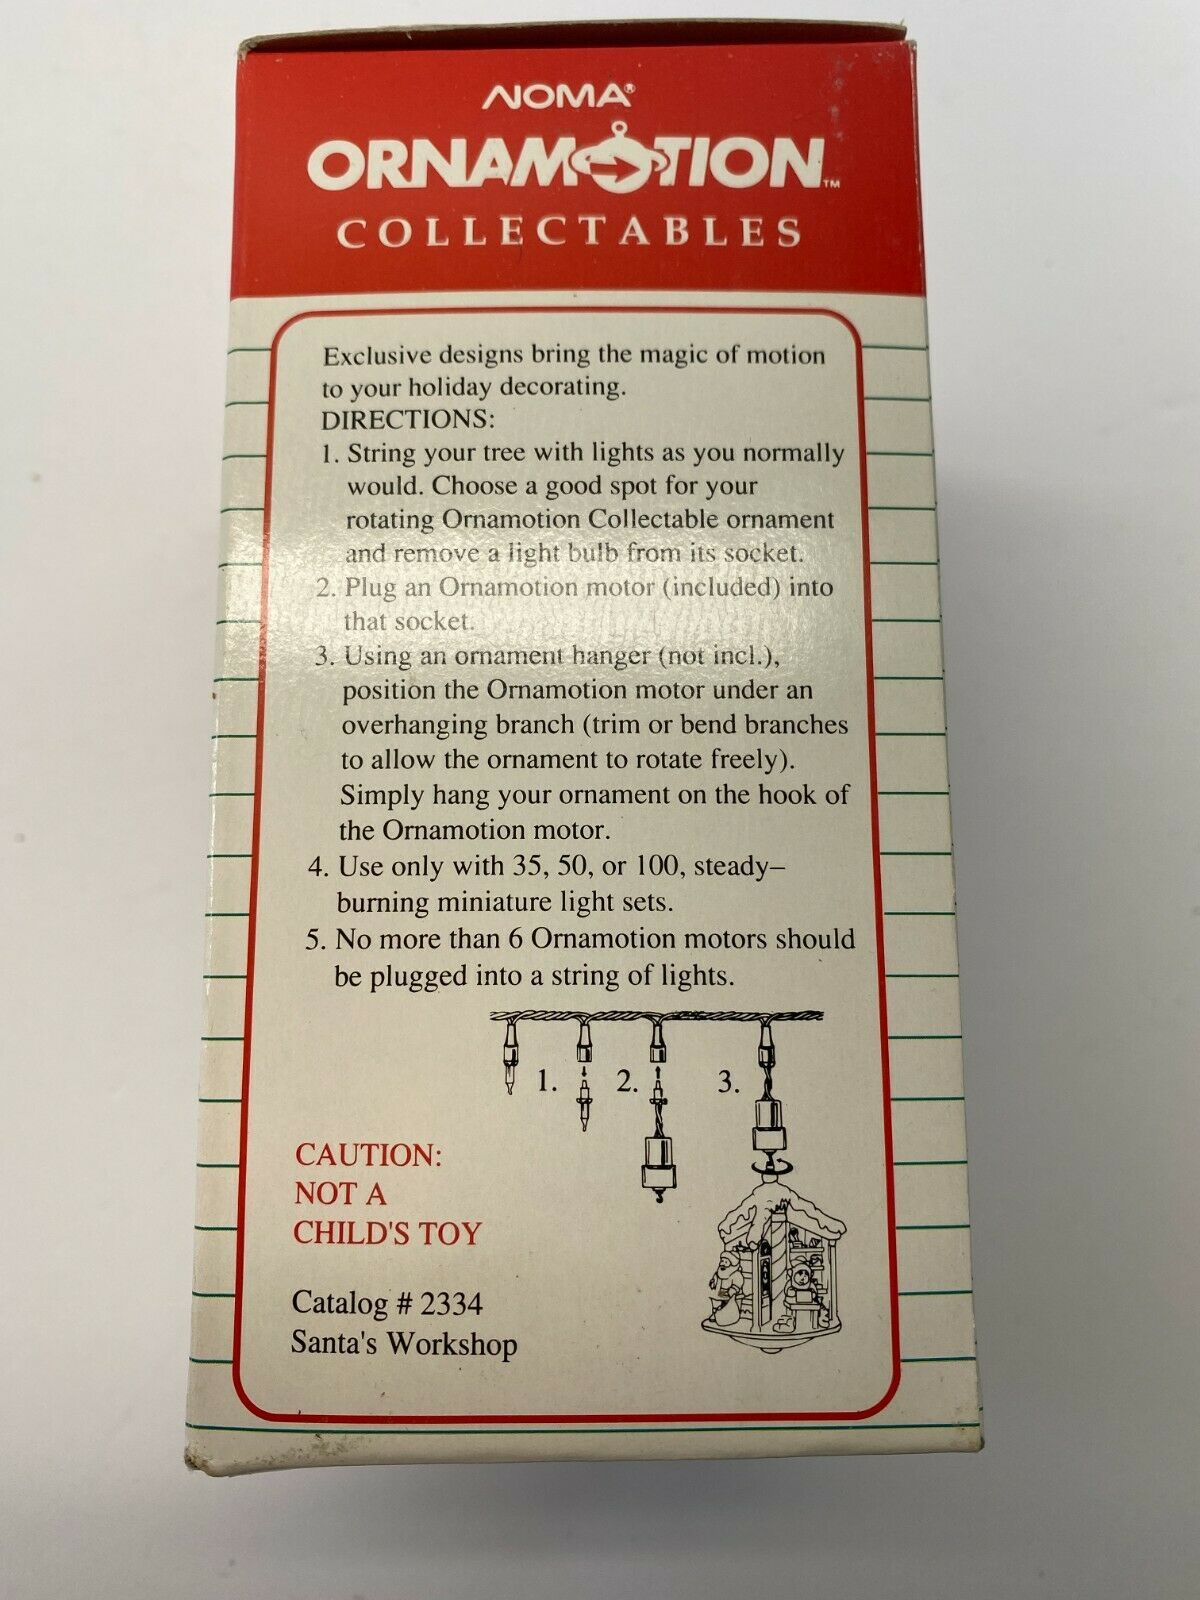 NOMA®
ORNAMOTION™
COLLECTABLES
Exclusive designs bring the magic of motion
to your holiday decorating.
DIRECTIONS:
1. String your tree with lights as you normally
would. Choose a good spot for your
rotating Ornamotion Collectable ornament
and remove a light bulb from its socket.
2. Plug an Ornamotion motor (included) into
that socket.
3. Using an ornament hanger (not incl.),
position the Ornamotion motor under an
overhanging branch (trim or bend branches
to allow the ornament to rotate freely).
Simply hang your ornament on the hook of
the Ornamotion motor.
4. Use only with 35, 50, or 100, steady–
burning miniature light sets.
5. No more than 6 Ornamotion motors should
be plugged into a string of lights.
1. 2. 3.
CAUTION:
NOT A
CHILD'S TOY
Catalog # 2334
Santa's Workshop